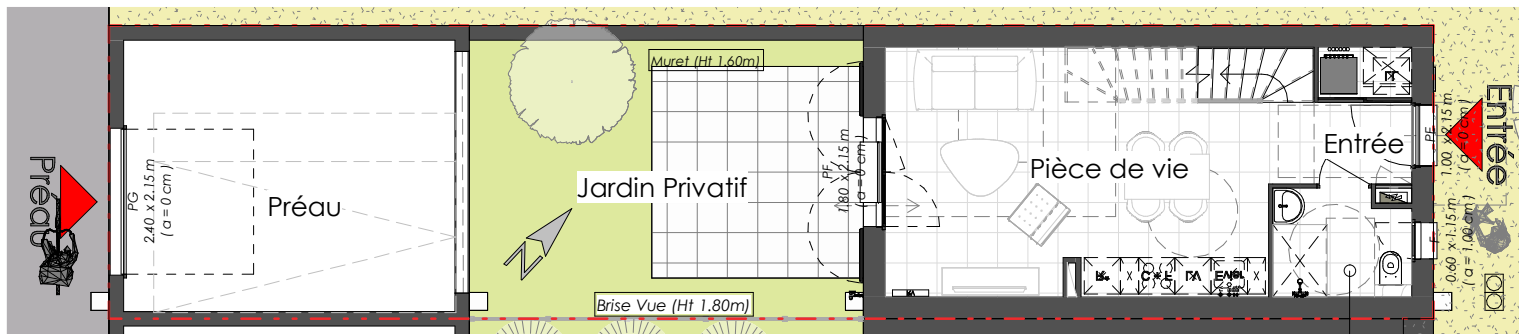 Préau
PG
2.40 x 2.15 m
( a = 0 cm )
Préau
Muret (Ht 1.60m)
Jardin Privatif
N
Brise Vue (Ht 1.80m)
PF
1.80 x 2.15 m
( a = 0 cm )
Pièce de vie
LV
Entrée
PF
1.00 x 2.15 m
( a = 0 cm )
Entrée
F
0.60 x 1.15 m
( a = 1.00 cm )